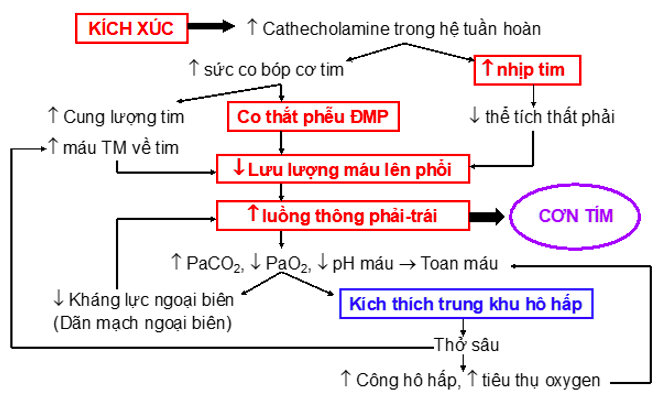 KÍCH XÚC
↑ Cathecholamine trong hệ tuần hoàn
↑ sức co bóp cơ tim
↑ nhịp tim
↑ Cung lượng tim
Co thắt phễu ĐMP
↓ thể tích thất phải
↑ máu TM về tim
↓ Lưu lượng máu lên phổi
↑ luồng thông phải-trái
CƠN TÍM
↑ PaCO2, ↓ PaO2, ↓ pH máu → Toan máu
↓ Kháng lực ngoại biên
(Dãn mạch ngoại biên)
Kích thích trung khu hô hấp
Thở sâu
↑ Công hô hấp, ↑ tiêu thụ oxygen